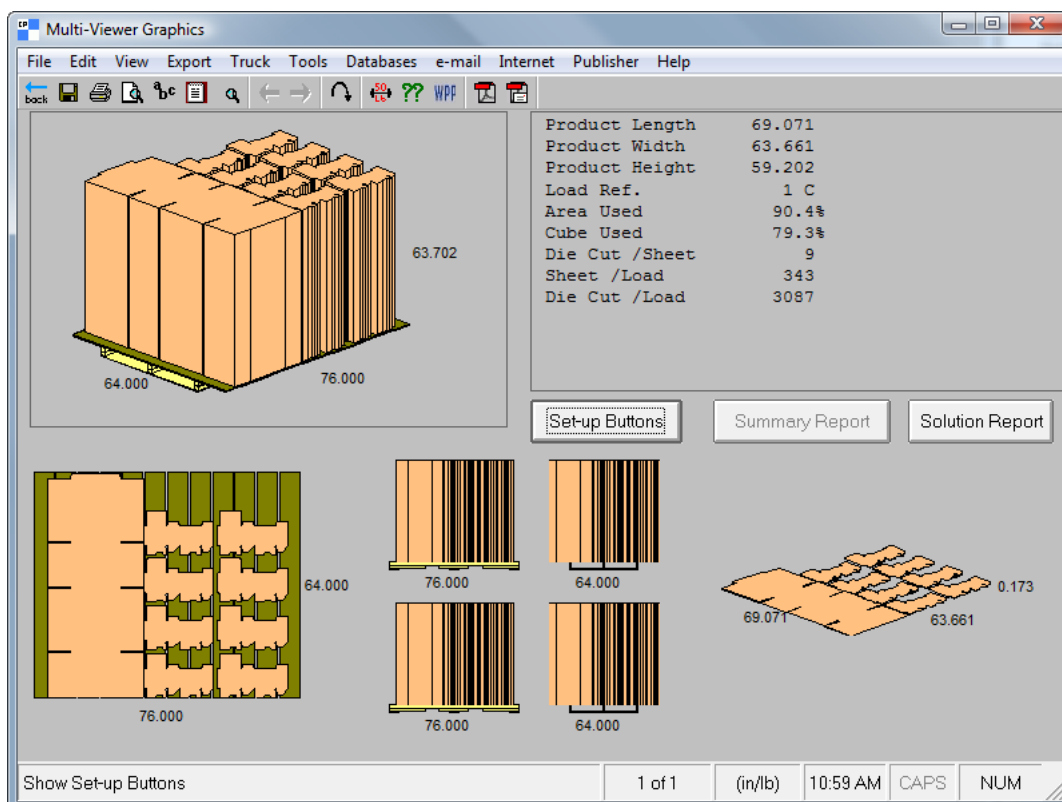 CP Multi-Viewer Graphics
File Edit View Export Truck Tools Databases e-mail Internet Publisher Help
back abc SQ LG ?? WPF
Product Length 69.071
Product Width 63.661
Product Height 59.202
Load Ref. 1 C
Area Used 90.4%
Cube Used 79.3%
Die Cut /Sheet 9
Sheet /Load 343
Die Cut /Load 3087
63.702
64.000
76.000
Set-up Buttons Summary Report Solution Report
64.000
76.000
76.000
64.000
76.000
64.000
69.071
63.661
0.173
Show Set-up Buttons 1 of 1 (in/lb) 10:59 AM CAPS NUM